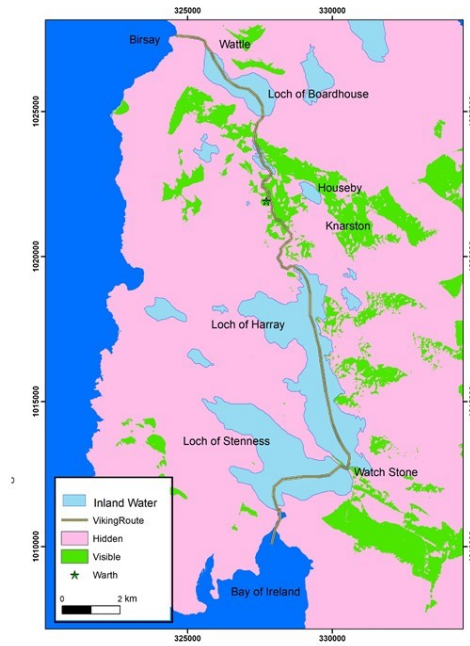 325000 330000
Birsay
Wattle
Loch of Boardhouse
1025000
Houseby
Knarston
1020000
Loch of Harray
1015000
Loch of Stenness
Watch Stone
Inland Water
VikingRoute
Hidden
Visible
Warth
0 2 km
1010000
Bay of Ireland
325000 330000